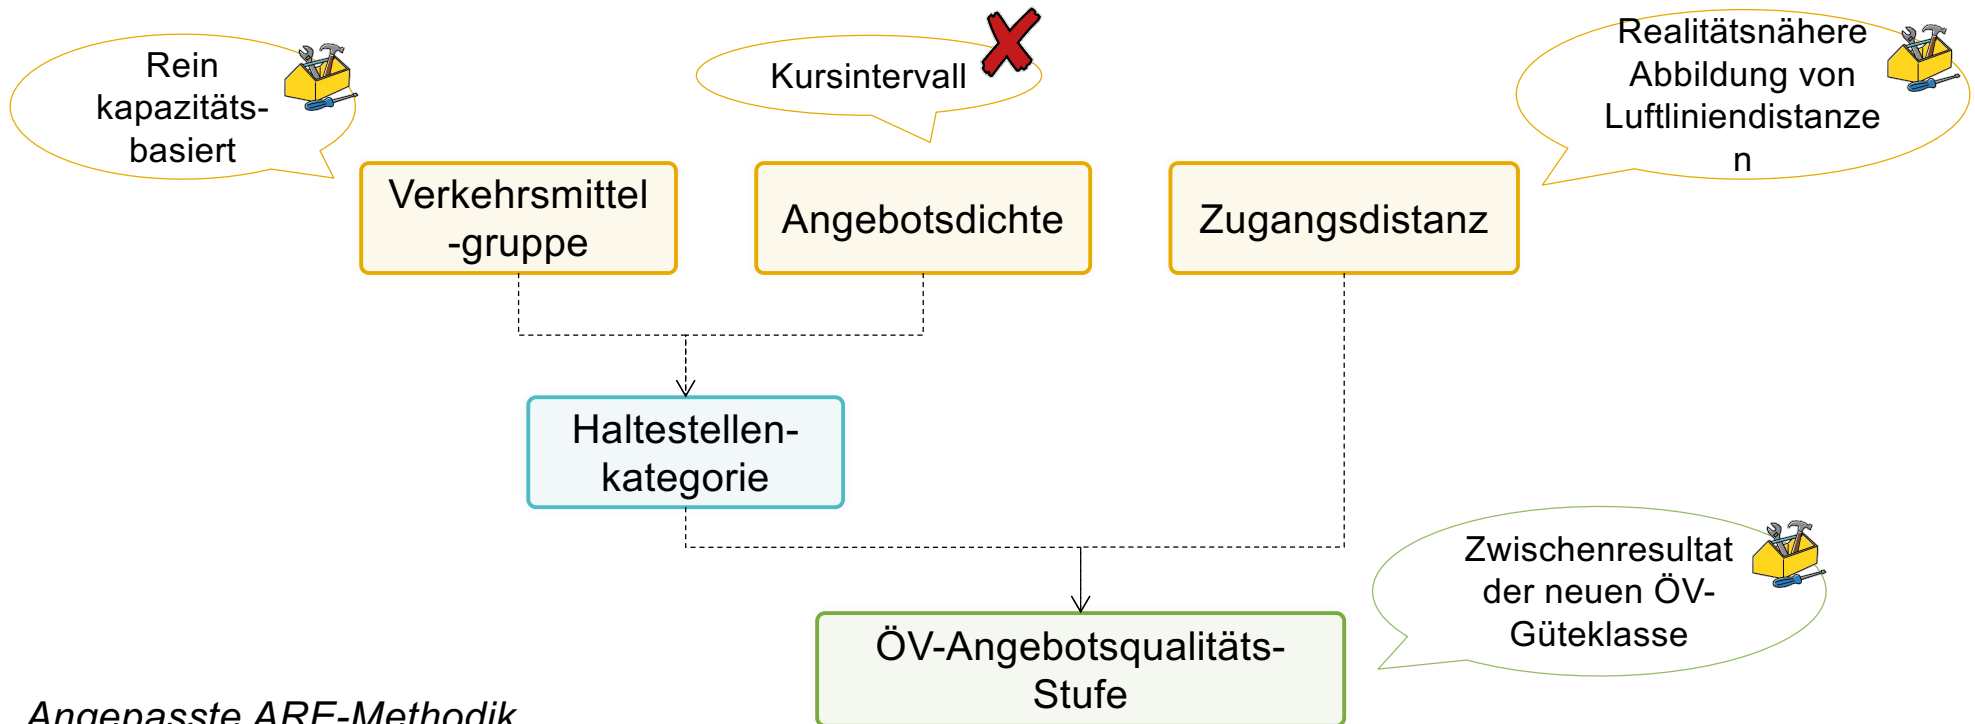 Rein
kapazitäts-
basiert
Kursintervall
Realitätsnähere
Abbildung von
Luftliniendistanze
n
Verkehrsmittel
-gruppe
Angebotsdichte
Zugangsdistanz
Haltestellen-
kategorie
Zwischenresultat
der neuen ÖV-
Güteklasse
ÖV-Angebotsqualitäts-
Stufe
Angepasste ARE-Methodik